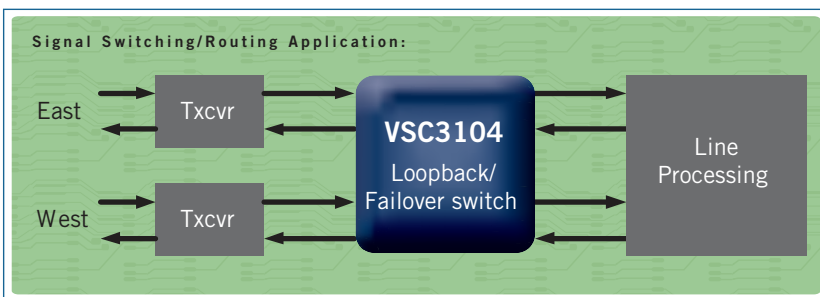 Signal Switching/Routing Application:
East
Txcvr
VSC3104
Loopback/
Failover switch
Line
Processing
West
Txcvr